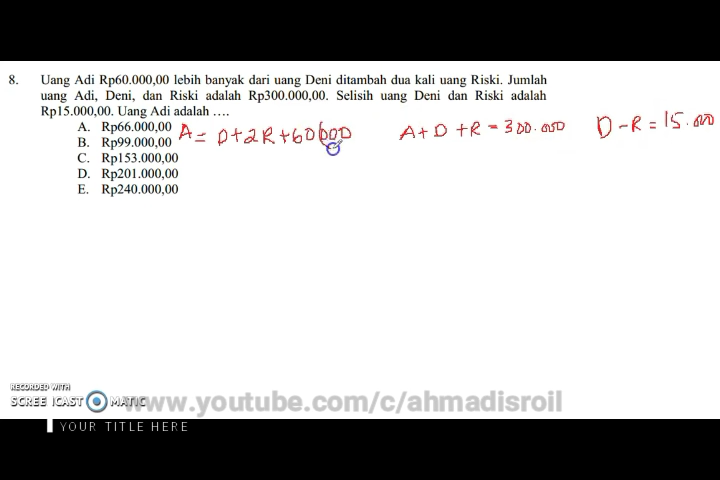 8. Uang Adi Rp60.000,00 lebih banyak dari uang Deni ditambah dua kali uang Riski. Jumlah
uang Adi, Deni, dan Riski adalah Rp300.000,00. Selisih uang Deni dan Riski adalah
Rp15.000,00. Uang Adi adalah ….
A. Rp66.000,00
B. Rp99.000,00
C. Rp153.000,00
D. Rp201.000,00
E. Rp240.000,00
A = D+2R+60000
A+D+R=300.000
D-R=15.000
RECORDED WITH
SCREENCAST MATIC
www.youtube.com/c/ahmadisroil
YOUR TITLE HERE